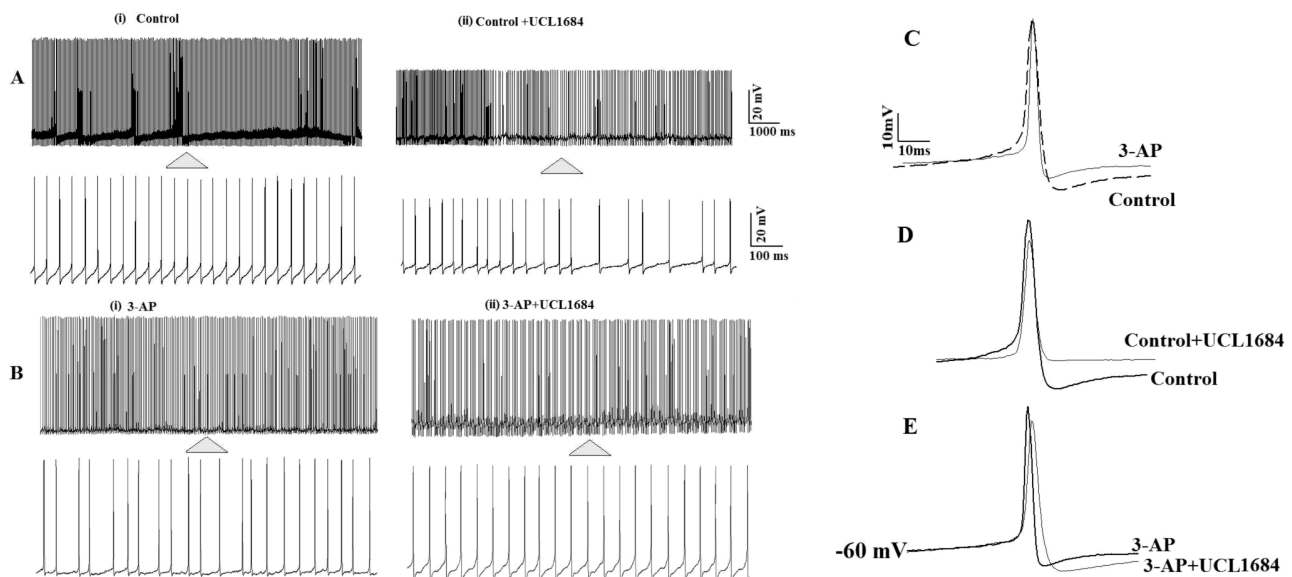 (i) Control
(ii) Control +UCL1684
A
20 mV
1000 ms
20 mV
100 ms
(i) 3-AP
(ii) 3-AP+UCL1684
B
C
10mV
10ms
3-AP
Control
D
Control+UCL1684
Control
E
-60 mV
3-AP
3-AP+UCL1684